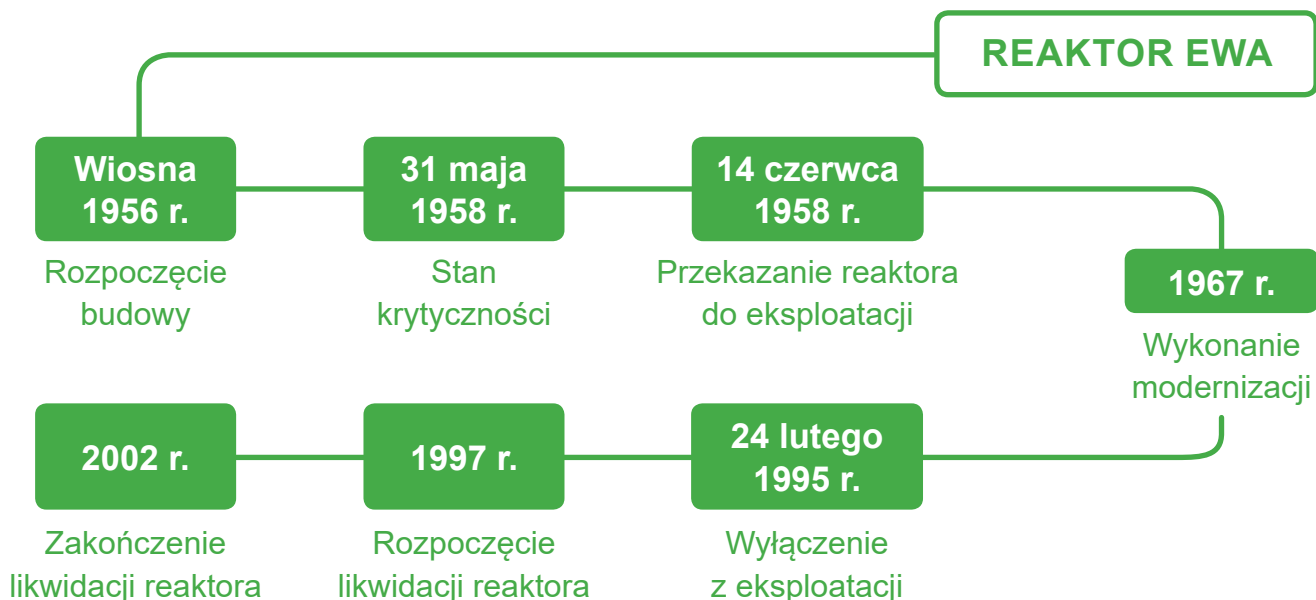 REAKTOR EWA
Wiosna
1956 r.
Rozpoczęcie
budowy
31 maja
1958 r.
Stan
krytyczności
14 czerwca
1958 r.
Przekazanie reaktora
do eksploatacji
1967 r.
Wykonanie
modernizacji
24 lutego
1995 r.
Wyłączenie
z eksploatacji
1997 r.
Rozpoczęcie
likwidacji reaktora
2002 r.
Zakończenie
likwidacji reaktora